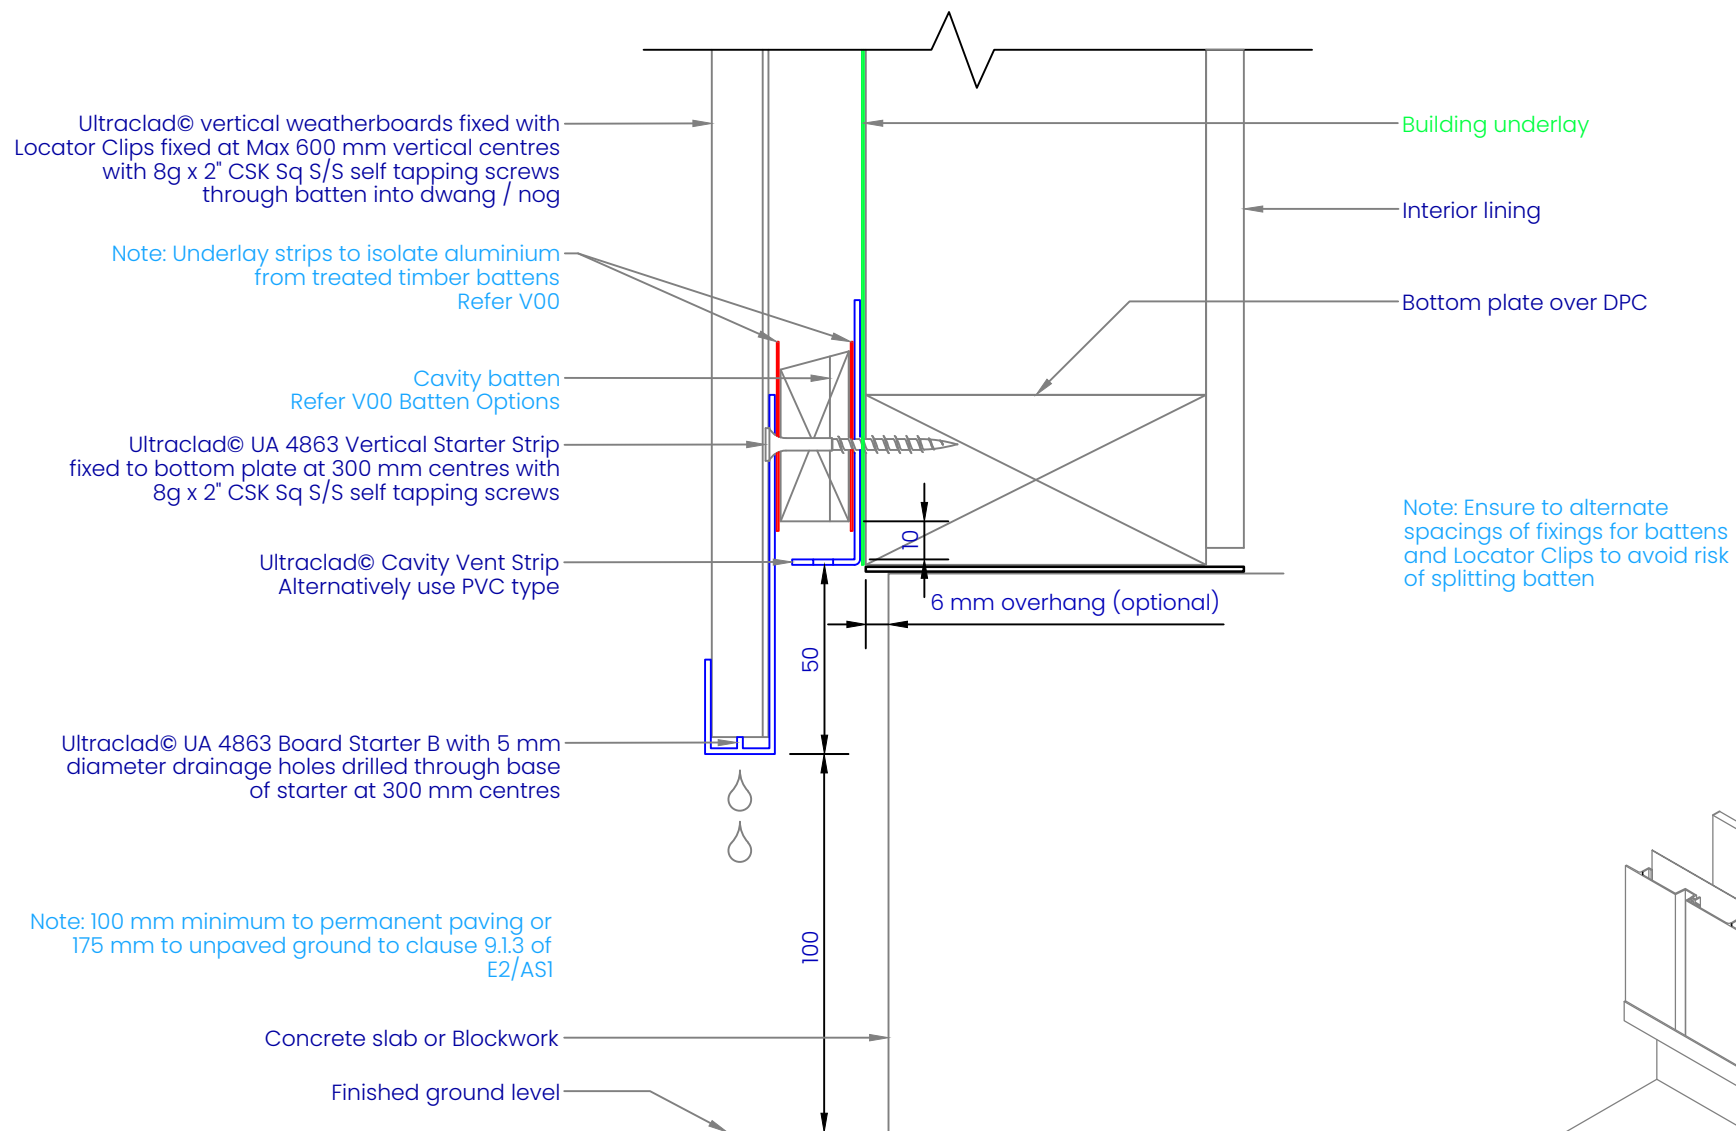 Ultraclad© vertical weatherboards fixed with
Locator Clips fixed at Max 600 mm vertical centres
with 8g x 2" CSK Sq S/S self tapping screws
through batten into dwang / nog
Note: Underlay strips to isolate aluminium
from treated timber battens
Refer V00
Cavity batten
Refer V00 Batten Options
Ultraclad© UA 4863 Vertical Starter Strip
fixed to bottom plate at 300 mm centres with
8g x 2" CSK Sq S/S self tapping screws
Ultraclad© Cavity Vent Strip
Alternatively use PVC type
Ultraclad© UA 4863 Board Starter B with 5 mm
diameter drainage holes drilled through base
of starter at 300 mm centres
Note: 100 mm minimum to permanent paving or
175 mm to unpaved ground to clause 9.1.3 of
E2/AS1
Concrete slab or Blockwork
Finished ground level
10
6 mm overhang (optional)
50
100
Building underlay
Interior lining
Bottom plate over DPC
Note: Ensure to alternate
spacings of fixings for battens
and Locator Clips to avoid risk
of splitting batten